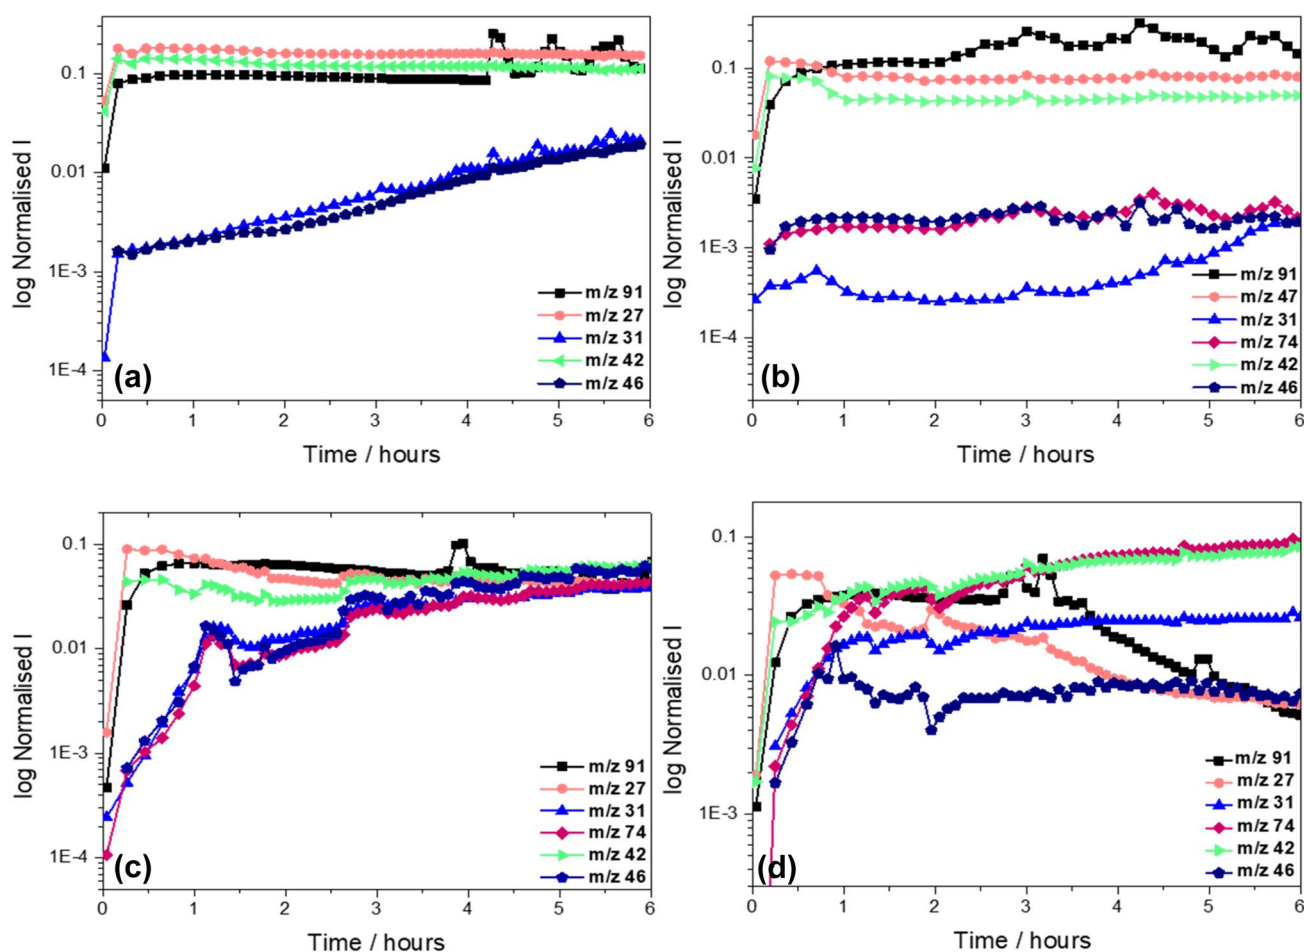 log Normalised I
0.1
0.01
1E-3
1E-4
m/z 91
m/z 27
m/z 31
m/z 42
m/z 46
(a)
0 1 2 3 4 5 6
Time / hours
log Normalised I
0.1
0.01
1E-3
1E-4
m/z 91
m/z 47
m/z 31
m/z 74
m/z 42
m/z 46
(b)
0 1 2 3 4 5 6
Time / hours
log Normalised I
0.1
0.01
1E-3
1E-4
m/z 91
m/z 27
m/z 31
m/z 74
m/z 42
m/z 46
(c)
0 1 2 3 4 5 6
Time / hours
log Normalised I
0.1
0.01
1E-3
m/z 91
m/z 27
m/z 31
m/z 74
m/z 42
m/z 46
(d)
0 1 2 3 4 5 6
Time / hours